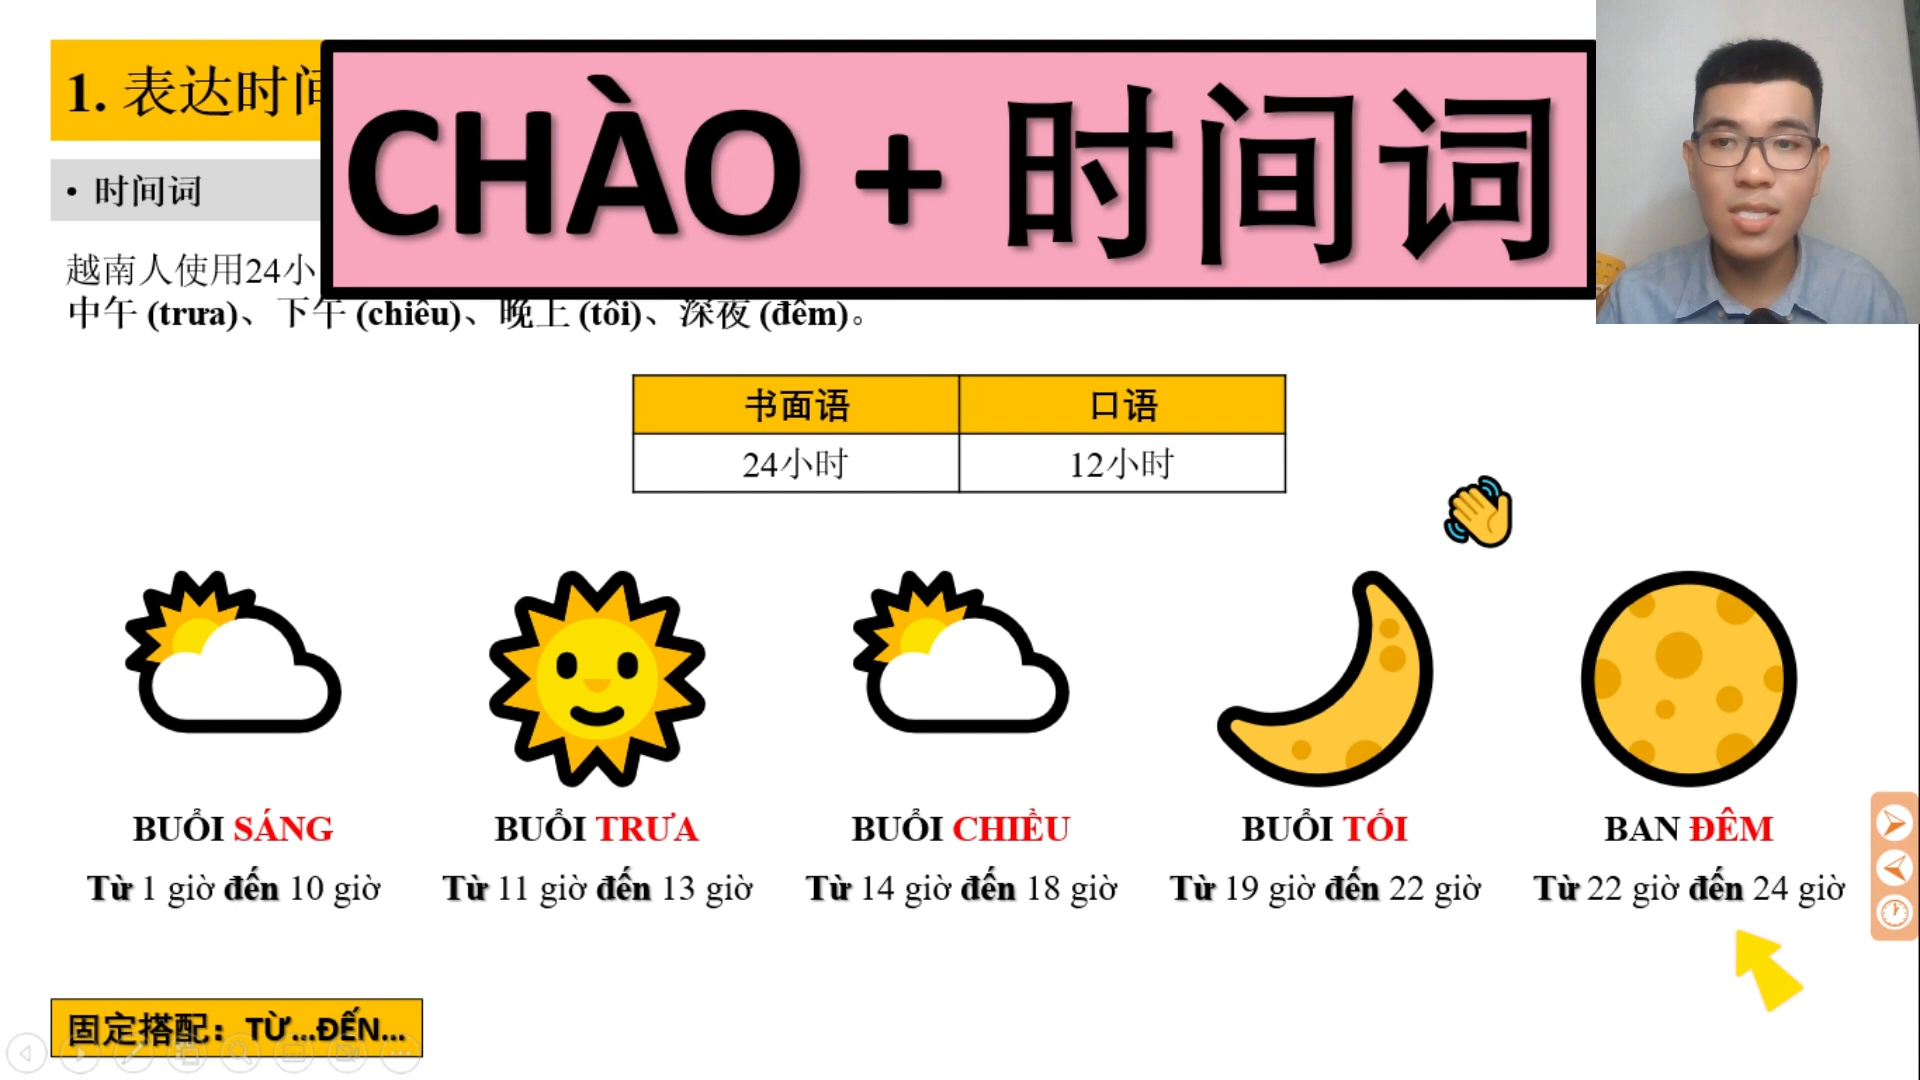 1. 表达时间
CHÀO + 时间词
• 时间词
越南人使用24小
中午 (trưa)、下午 (chiều)、晚上 (tối)、深夜 (đêm)。
书面语 口语
24小时 12小时
BUỔI SÁNG BUỔI TRƯA BUỔI CHIỀU BUỔI TỐI BAN ĐÊM
Từ 1 giờ đến 10 giờ Từ 11 giờ đến 13 giờ Từ 14 giờ đến 18 giờ Từ 19 giờ đến 22 giờ Từ 22 giờ đến 24 giờ
固定搭配：TỪ...ĐẾN...